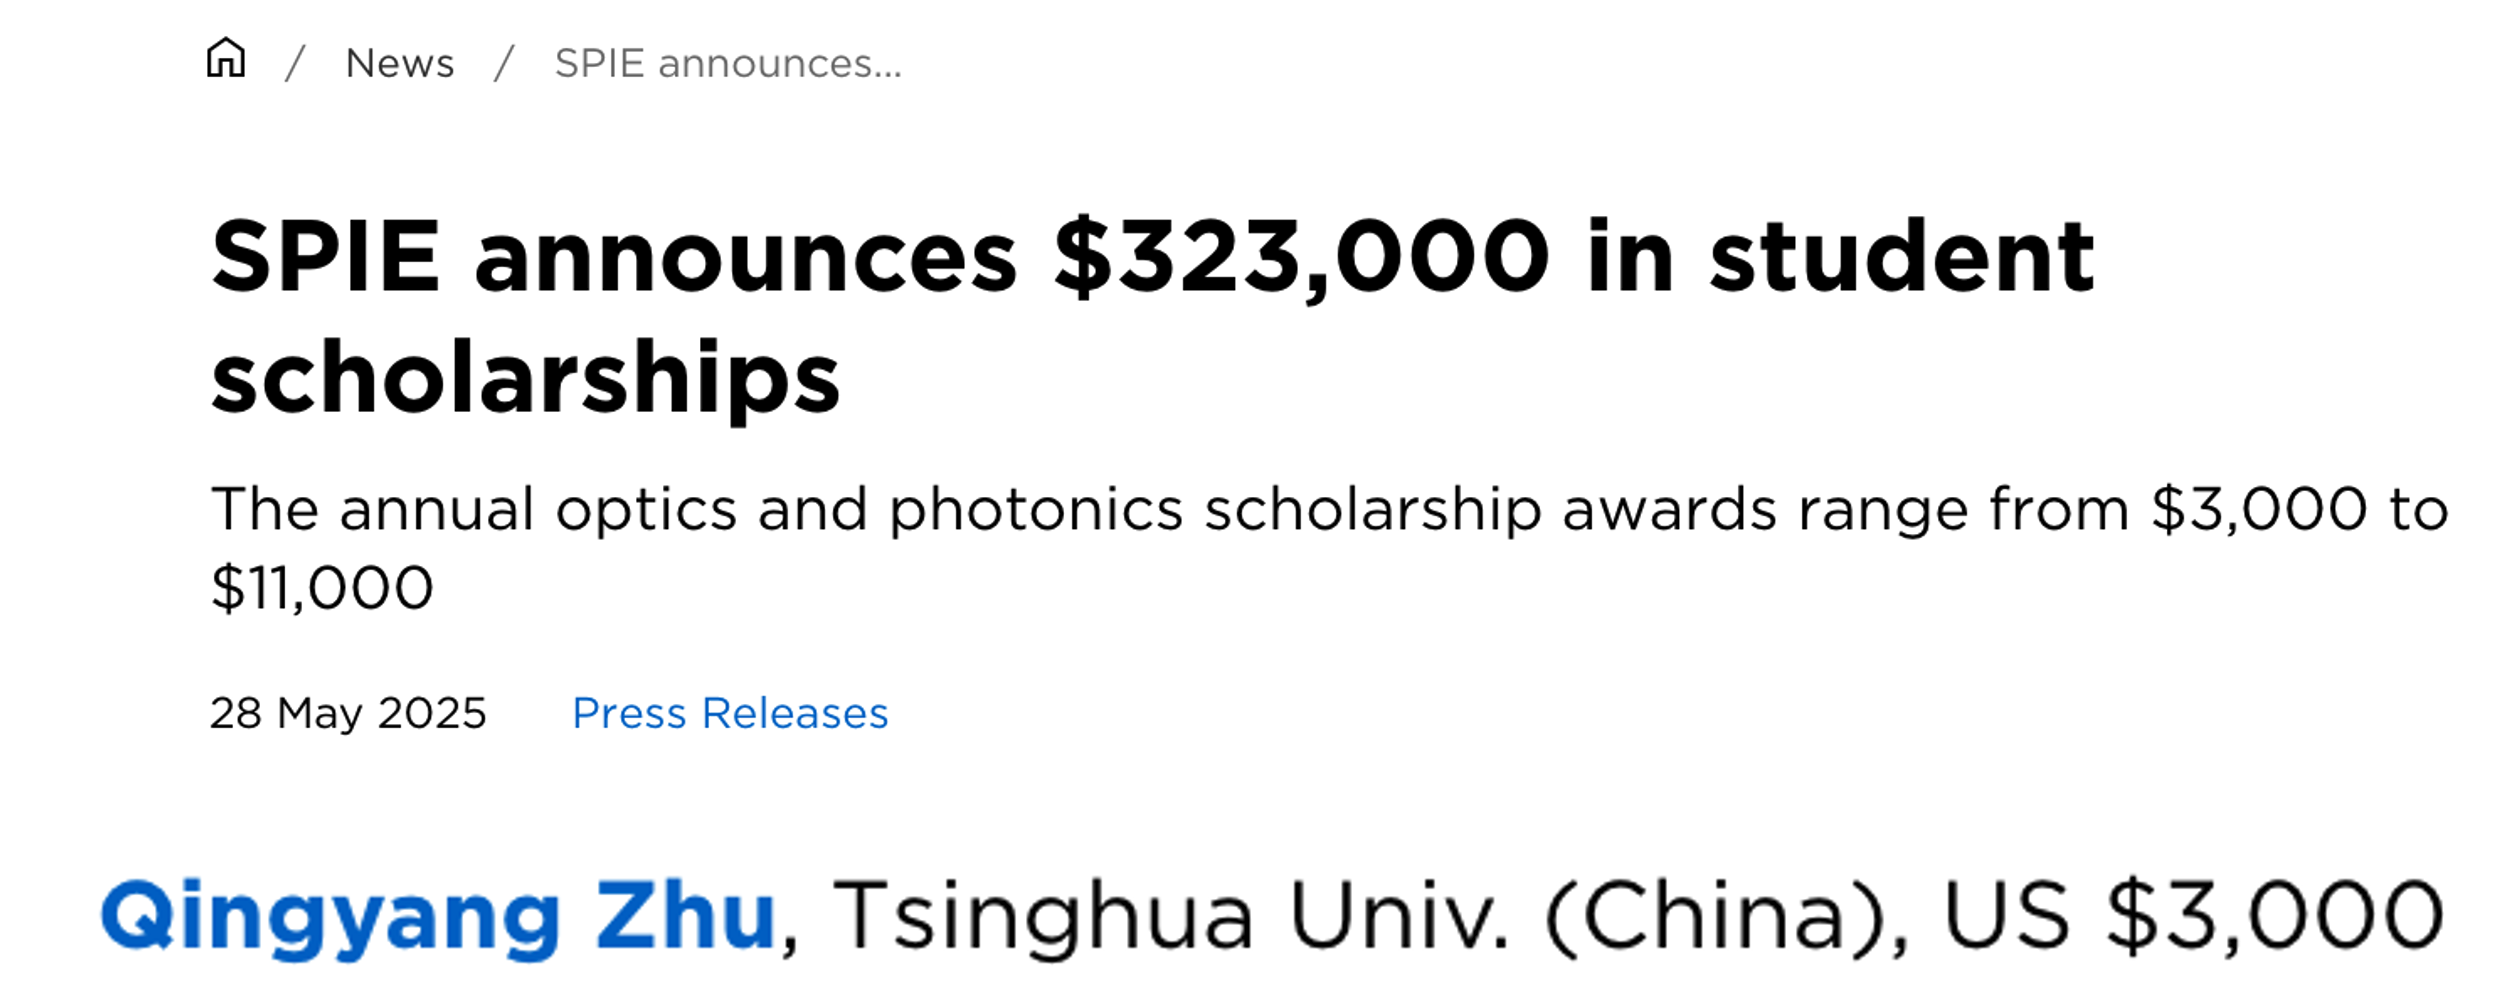 / News / SPIE announces...
SPIE announces $323,000 in student
scholarships
The annual optics and photonics scholarship awards range from $3,000 to
$11,000
28 May 2025 Press Releases
Qingyang Zhu, Tsinghua Univ. (China), US $3,000